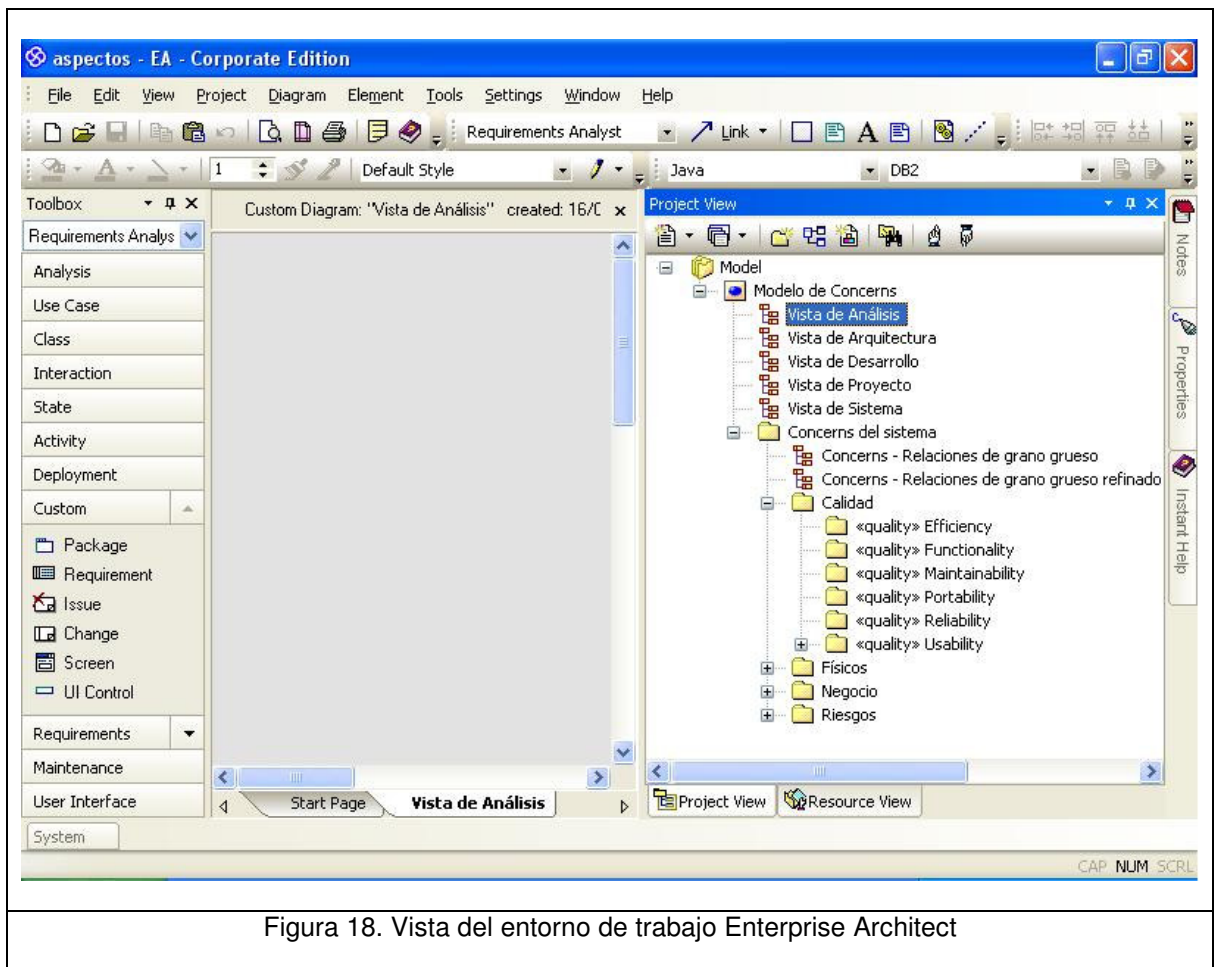 aspectos - EA - Corporate Edition
File Edit View Project Diagram Element Tools Settings Window Help
Requirements Analyst Link A
1 Default Style Java DB2
Toolbox
Requirements Analys
Analysis
Use Case
Class
Interaction
State
Activity
Deployment
Custom
Package
Requirement
Issue
Change
Screen
UI Control
Requirements
Maintenance
User Interface
System
Custom Diagram: "Vista de Análisis" created: 16/0
Start Page Vista de Análisis
Project View
Model
Modelo de Concerns
Vista de Análisis
Vista de Arquitectura
Vista de Desarrollo
Vista de Proyecto
Vista de Sistema
Concerns del sistema
Concerns - Relaciones de grano grueso
Concerns - Relaciones de grano grueso refinado
Calidad
«quality» Efficiency
«quality» Functionality
«quality» Maintainability
«quality» Portability
«quality» Reliability
«quality» Usability
Físicos
Negocio
Riesgos
Project View Resource View
Notes
Properties
Instant Help
CAP NUM SCRL
Figura 18. Vista del entorno de trabajo Enterprise Architect